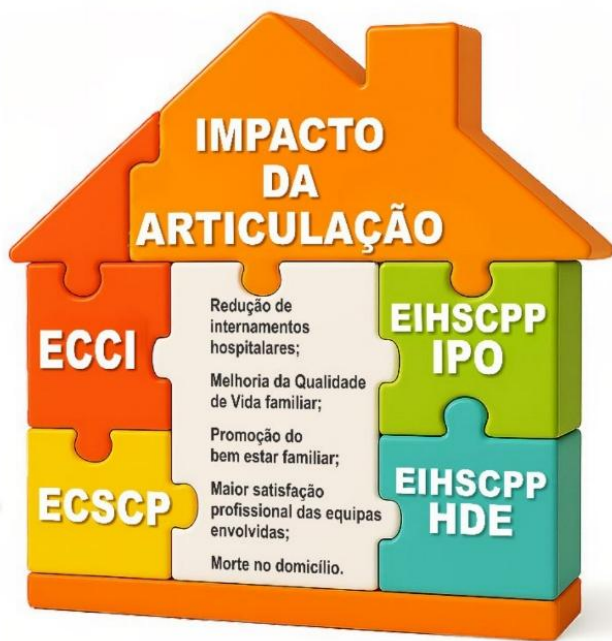 IMPACTO
DA
ARTICULAÇÃO
ECCI
ECSCP
Redução de
internamentos
hospitalares;
Melhoria da Qualidade
de Vida familiar;
Promoção do
bem estar familiar;
Maior satisfação
profissional das equipas
envolvidas;
Morte no domicílio.
EIHSCPP
IPO
EIHSCPP
HDE